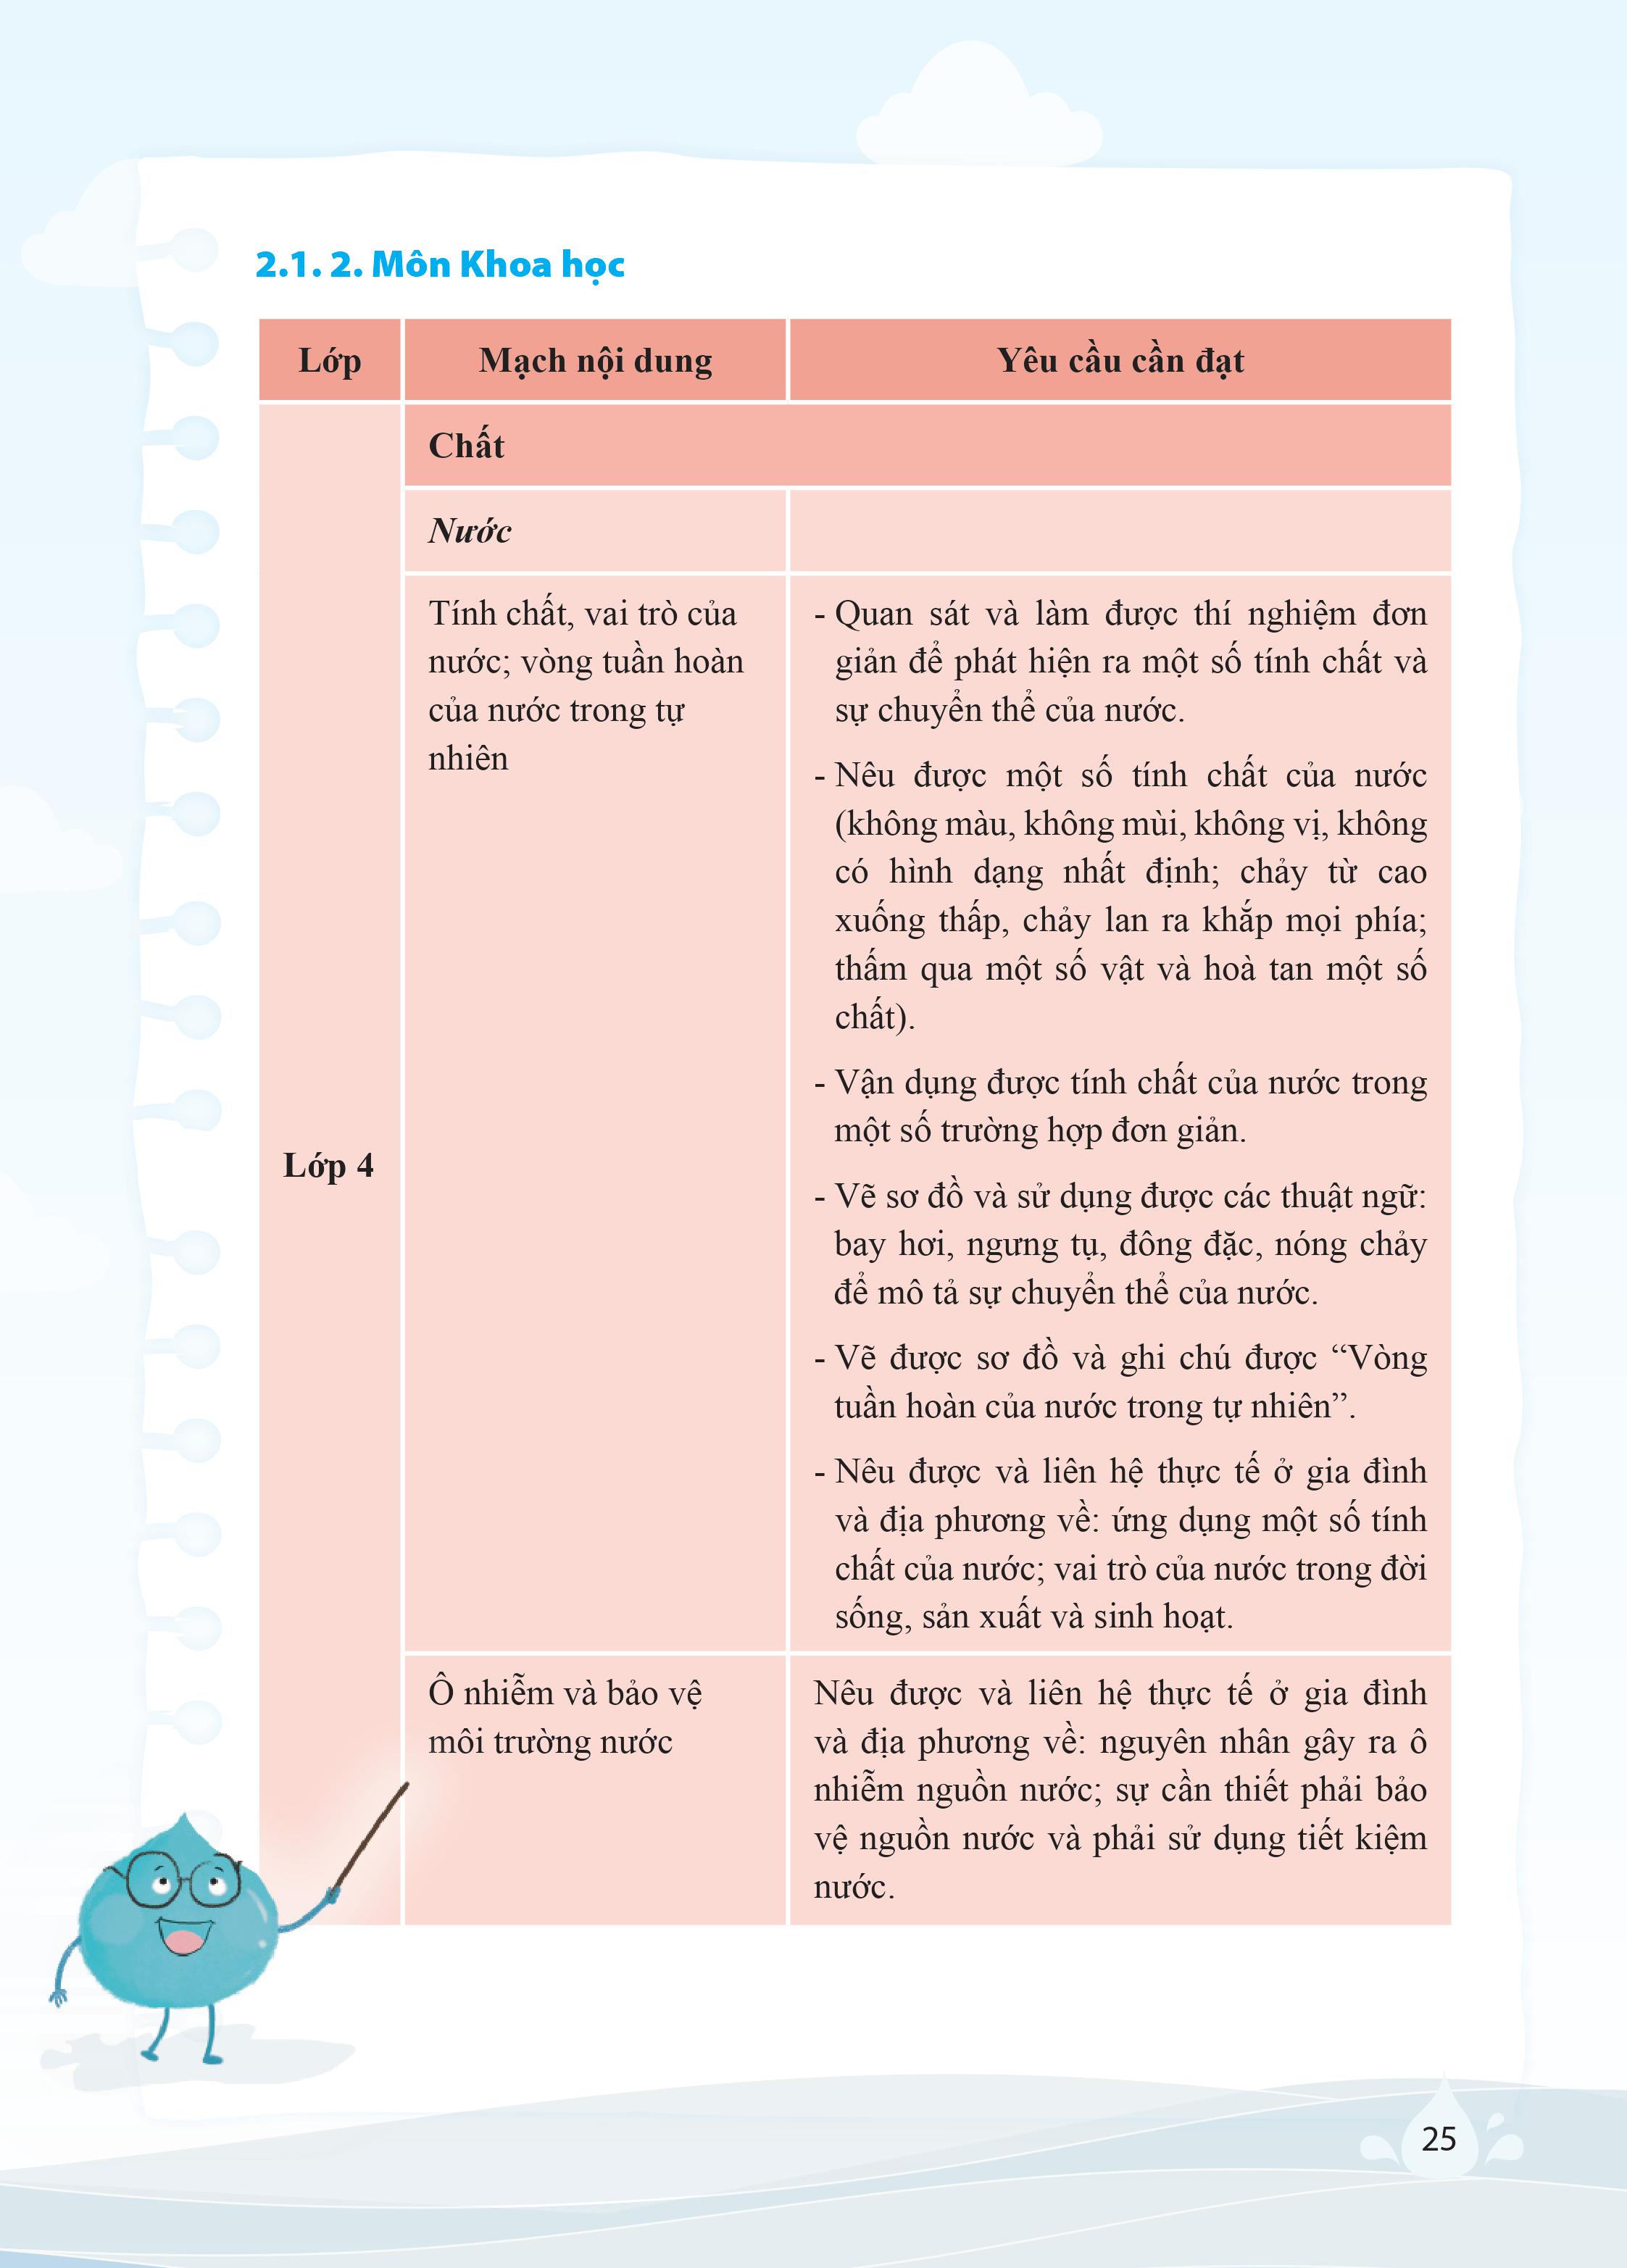 2.1. 2. Môn Khoa học
Lớp
Mạch nội dung
Yêu cầu cần đạt
Lớp 4
Chất
Nước
Tính chất, vai trò của
nước; vòng tuần hoàn
của nước trong tự
nhiên
- Quan sát và làm được thí nghiệm đơn
giản để phát hiện ra một số tính chất và
sự chuyển thể của nước.
- Nêu được một số tính chất của nước
(không màu, không mùi, không vị, không
có hình dạng nhất định; chảy từ cao
xuống thấp, chảy lan ra khắp mọi phía;
thấm qua một số vật và hoà tan một số
chất).
- Vận dụng được tính chất của nước trong
một số trường hợp đơn giản.
- Vẽ sơ đồ và sử dụng được các thuật ngữ:
bay hơi, ngưng tụ, đông đặc, nóng chảy
để mô tả sự chuyển thể của nước.
- Vẽ được sơ đồ và ghi chú được “Vòng
tuần hoàn của nước trong tự nhiên”.
- Nêu được và liên hệ thực tế ở gia đình
và địa phương về: ứng dụng một số tính
chất của nước; vai trò của nước trong đời
sống, sản xuất và sinh hoạt.
Ô nhiễm và bảo vệ
môi trường nước
Nêu được và liên hệ thực tế ở gia đình
và địa phương về: nguyên nhân gây ra ô
nhiễm nguồn nước; sự cần thiết phải bảo
vệ nguồn nước và phải sử dụng tiết kiệm
nước.
25